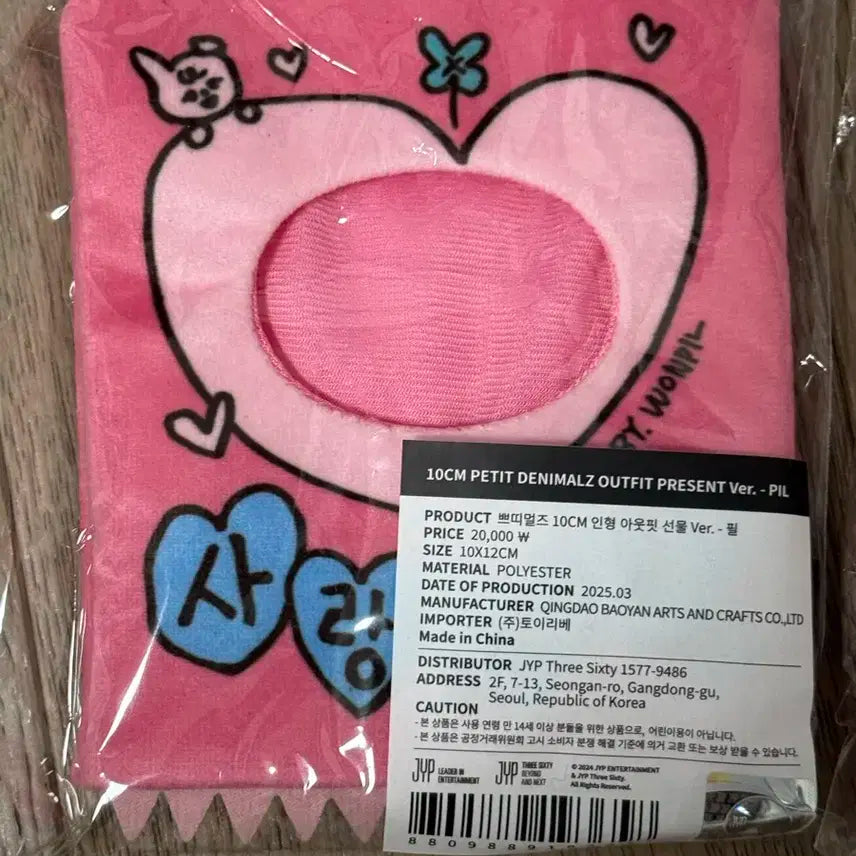 BY. WONPIL
사랑
10CM PETIT DENIMALZ OUTFIT PRESENT Ver. - PIL
PRODUCT 쁘띠멀즈 10CM 인형 아웃핏 선물 Ver. - 필
PRICE 20,000 ₩
SIZE 10X12CM
MATERIAL POLYESTER
DATE OF PRODUCTION 2025.03
MANUFACTURER QINGDAO BAOYAN ARTS AND CRAFTS CO.,LTD
IMPORTER (주)토이리베
Made in China
DISTRIBUTOR JYP Three Sixty 1577-9486
ADDRESS 2F, 7-13, Seongan-ro, Gangdong-gu,
Seoul, Republic of Korea
CAUTION
- 본 상품은 사용 연령 만 14세 이상 분들을 위한 상품으로, 어린이용이 아닙니다.
- 본 상품은 공정거래위원회 고시 소비자 분쟁 해결 기준에 의거 교환 또는 보상 받을 수 있습니다.
JYP LEADER IN ENTERTAINMENT
JYP THREE SIXTY BEYOND AND NEXT
© 2024 JYP ENTERTAINMENT
& JYP Three Sixty.
All Rights Reserved.